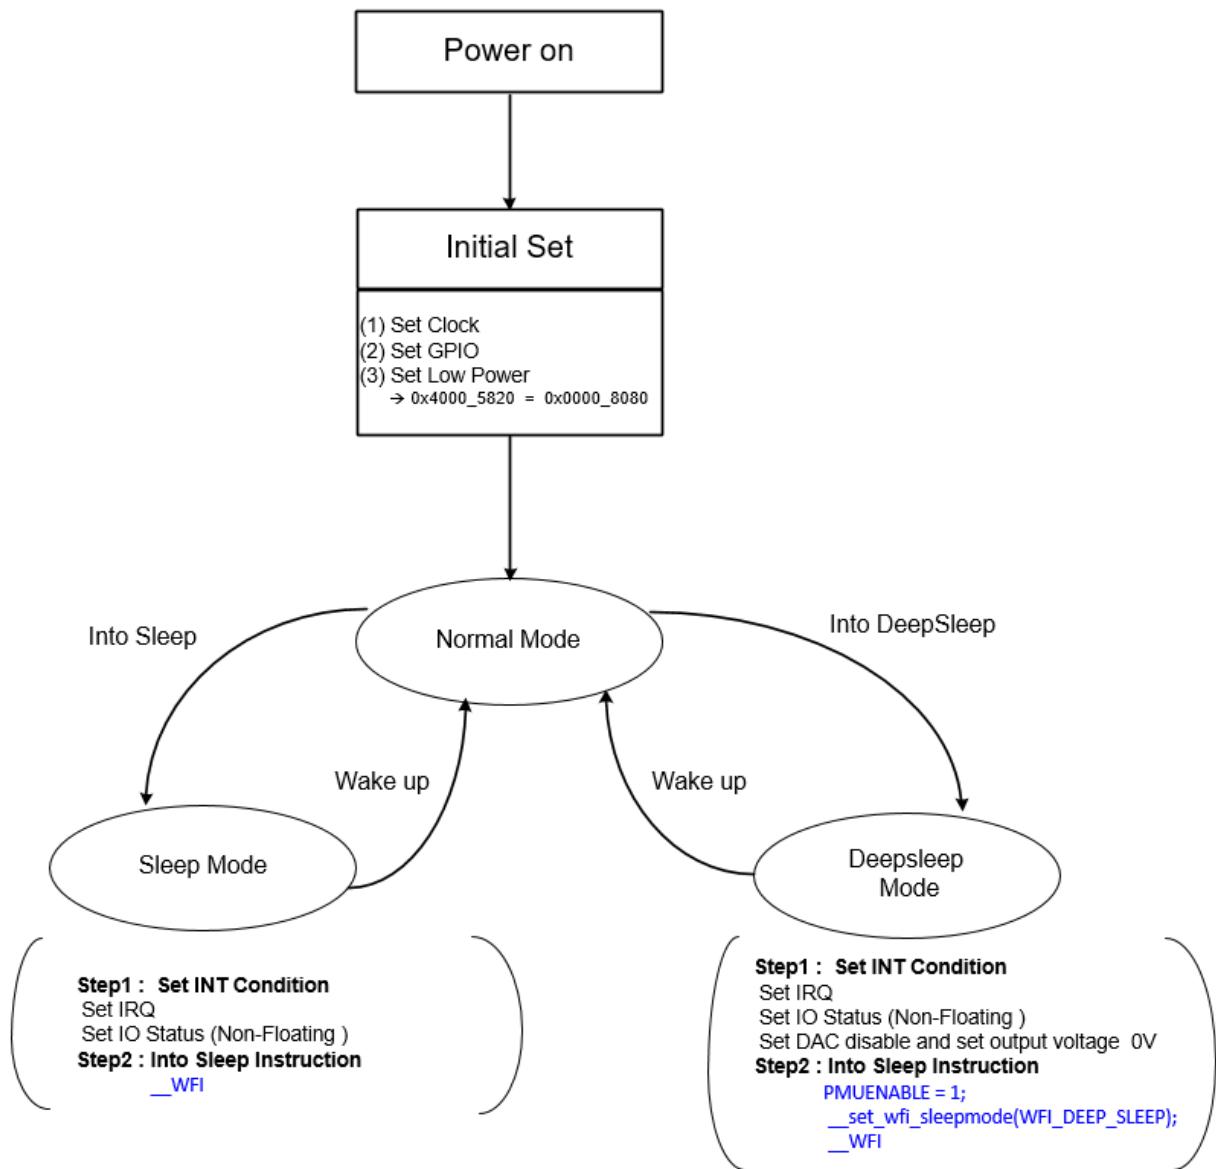 Power on
Initial Set
(1) Set Clock
(2) Set GPIO
(3) Set Low Power
→ 0x4000_5820 = 0x0000_8080
Normal Mode
Into Sleep
Into DeepSleep
Wake up
Wake up
Sleep Mode
Deepsleep
Mode
Step1 : Set INT Condition
Set IRQ
Set IO Status (Non-Floating )
Step2 : Into Sleep Instruction
__WFI
Step1 : Set INT Condition
Set IRQ
Set IO Status (Non-Floating )
Set DAC disable and set output voltage 0V
Step2 : Into Sleep Instruction
PMUENABLE = 1;
__set_wfi_sleepmode(WFI_DEEP_SLEEP);
__WFI